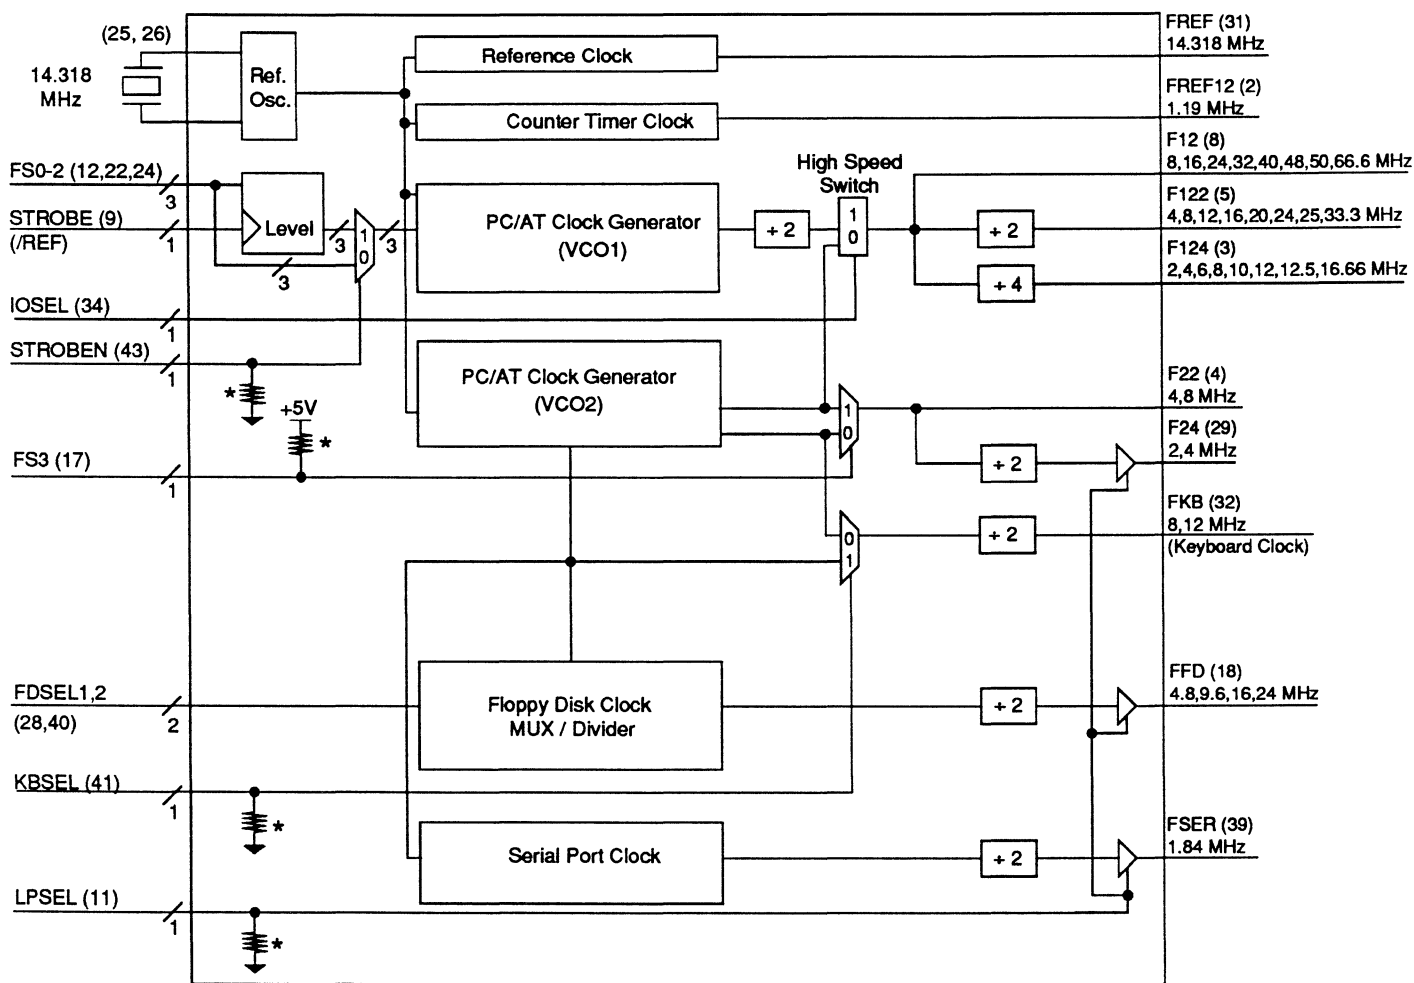 FREF (31)
14.318 MHz
(25, 26)
14.318
MHz
Ref.
Osc.
Reference Clock
FREF12 (2)
1.19 MHz
Counter Timer Clock
F12 (8)
8,16,24,32,40,48,50,66.6 MHz
High Speed
Switch
FS0-2 (12,22,24)
3
STROBE (9)
(/REF)
1
Level
3
1
0
3
3
PC/AT Clock Generator
(VCO1)
÷ 2
1
0
F122 (5)
4,8,12,16,20,24,25,33.3 MHz
÷ 2
F124 (3)
2,4,6,8,10,12,12.5,16.66 MHz
÷ 4
IOSEL (34)
1
STROBEN (43)
1
*
+5V
*
PC/AT Clock Generator
(VCO2)
1
0
F22 (4)
4,8 MHz
F24 (29)
2,4 MHz
÷ 2
FS3 (17)
1
FKB (32)
8,12 MHz
(Keyboard Clock)
0
1
÷ 2
FDSEL1,2
(28,40)
2
Floppy Disk Clock
MUX / Divider
÷ 2
FFD (18)
4.8,9.6,16,24 MHz
KBSEL (41)
1
*
Serial Port Clock
÷ 2
FSER (39)
1.84 MHz
LPSEL (11)
1
*